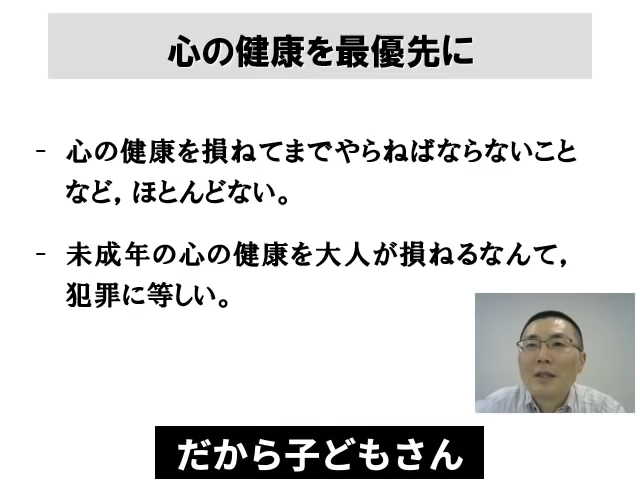 心の健康を最優先に
- 心の健康を損ねてまでやらねばならないこと
など，ほとんどない。
- 未成年の心の健康を大人が損ねるなんて，
犯罪に等しい。
だから子どもさん